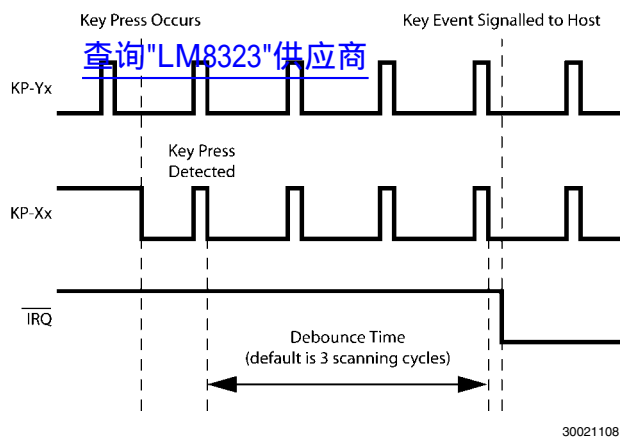 Key Press Occurs
Key Event Signalled to Host
查询"LM8323"供应商
KP-Yx
Key Press
Detected
KP-Xx
IRQ
Debounce Time
(default is 3 scanning cycles)
30021108